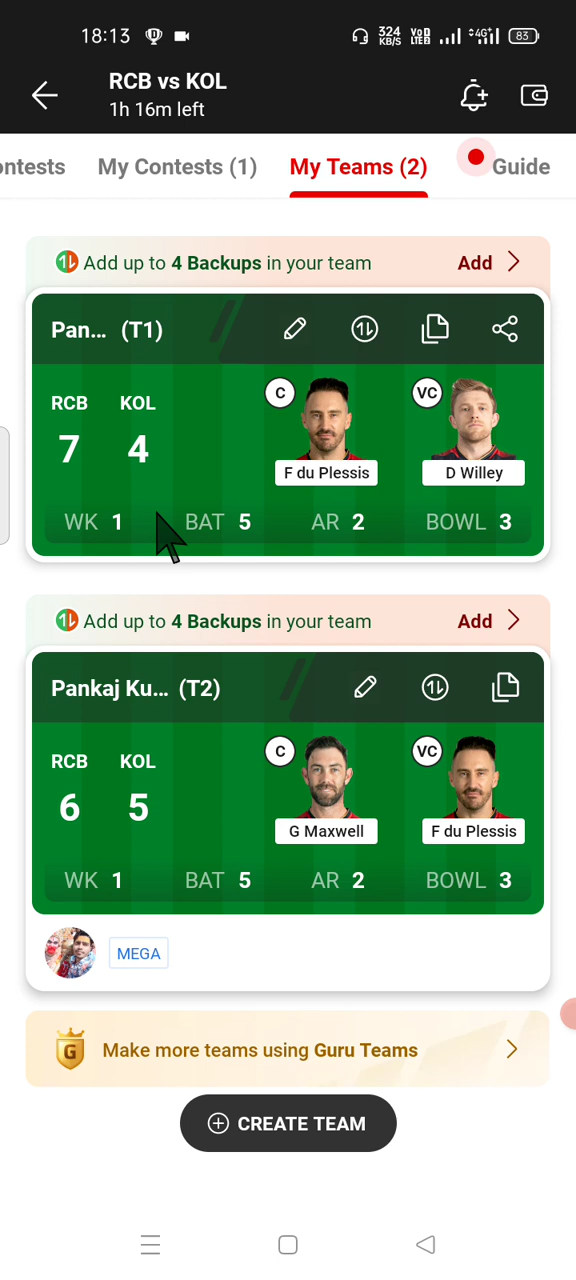 18:13
324 KB/S VoD LTE 4G 83
RCB vs KOL
1h 16m left
ontests My Contests (1) My Teams (2) Guide
Add up to 4 Backups in your team Add
Pan... (T1)
RCB KOL
7 4
C VC
F du Plessis D Willey
WK 1 BAT 5 AR 2 BOWL 3
Add up to 4 Backups in your team Add
Pankaj Ku... (T2)
RCB KOL
6 5
C VC
G Maxwell F du Plessis
WK 1 BAT 5 AR 2 BOWL 3
MEGA
G Make more teams using Guru Teams
CREATE TEAM